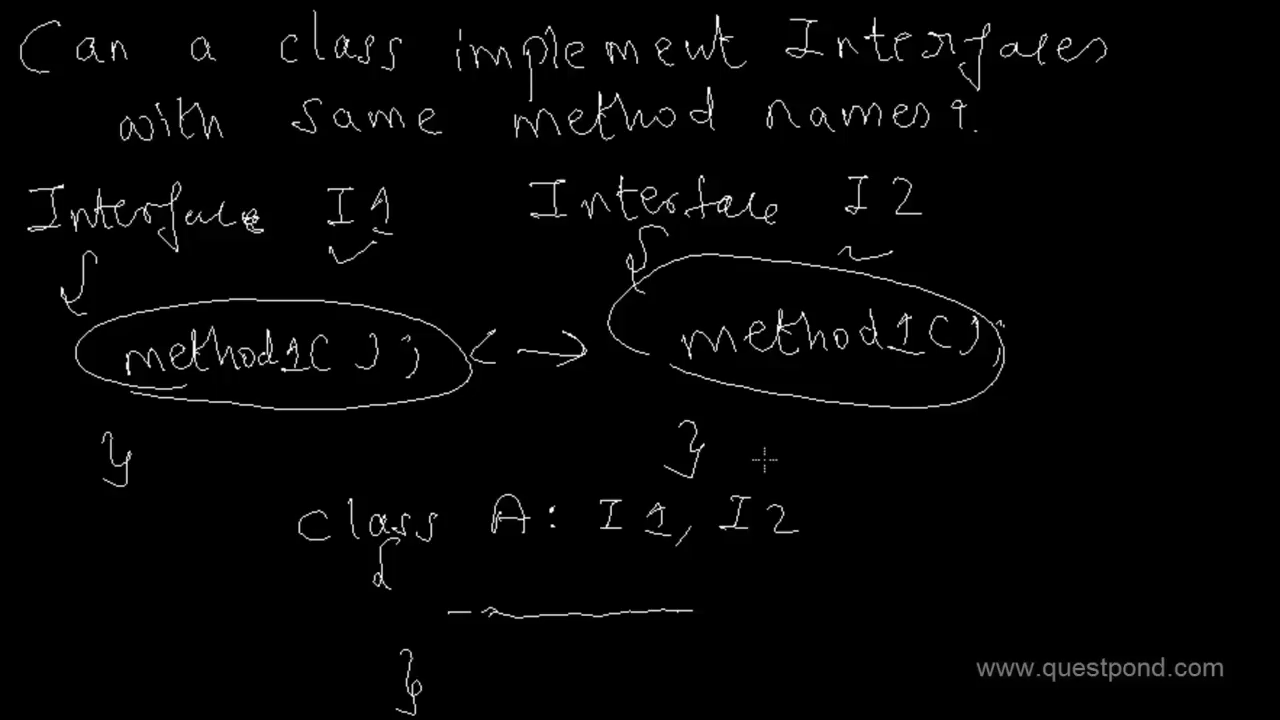 Can a class implement Interfaces
with same method names?
Interface I1 Interface I2
{ {
method1(); <-> method1();
} }
class A: I1, I2
{
}
www.questpond.com